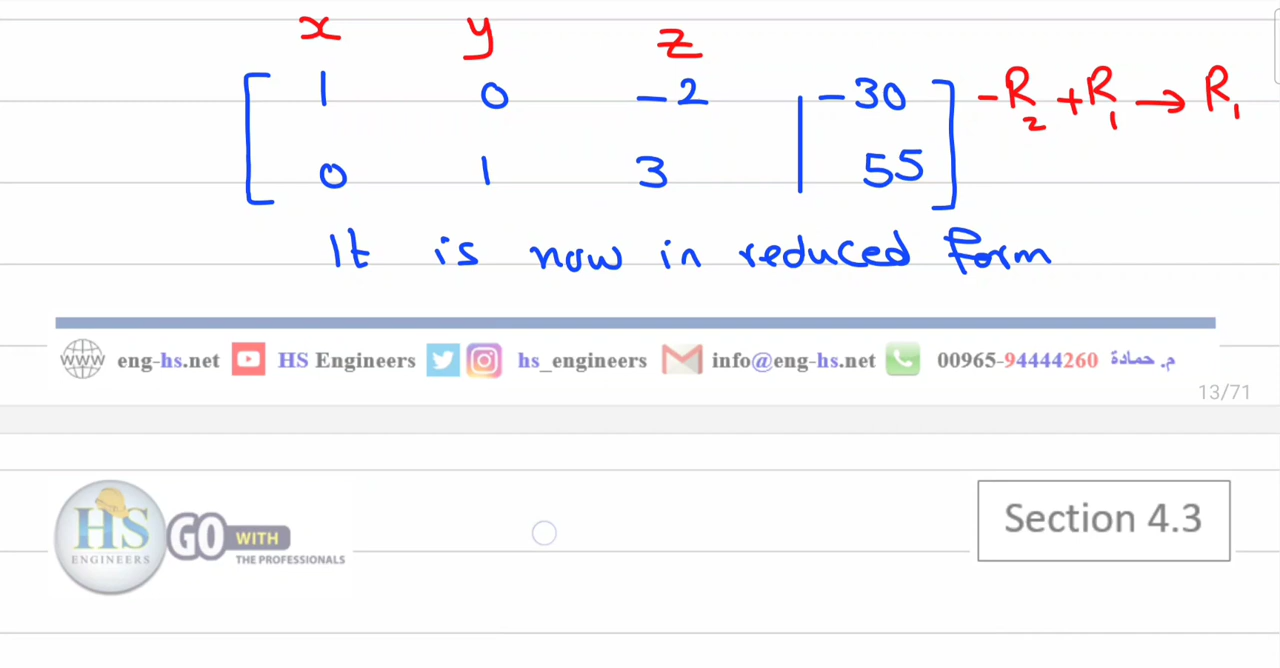 x y z
1 0 -2 | -30 -R2 + R1 → R1
0 1 3 | 55
It is now in reduced form
www eng-hs.net HS Engineers hs_engineers info@eng-hs.net 00965-94444260 م. حمادة
13/71
HS ENGINEERS GO WITH THE PROFESSIONALS Section 4.3